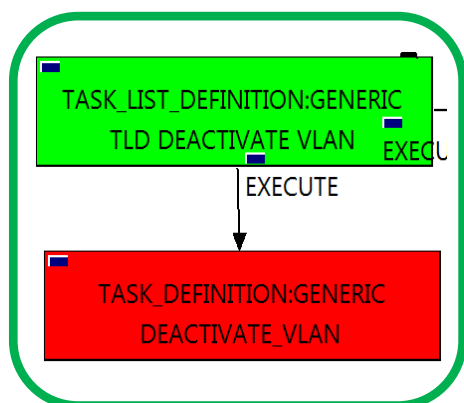 TASK_LIST_DEFINITION:GENERIC
TLD DEACTIVATE VLAN
EXECU
EXECUTE
TASK_DEFINITION:GENERIC
DEACTIVATE_VLAN